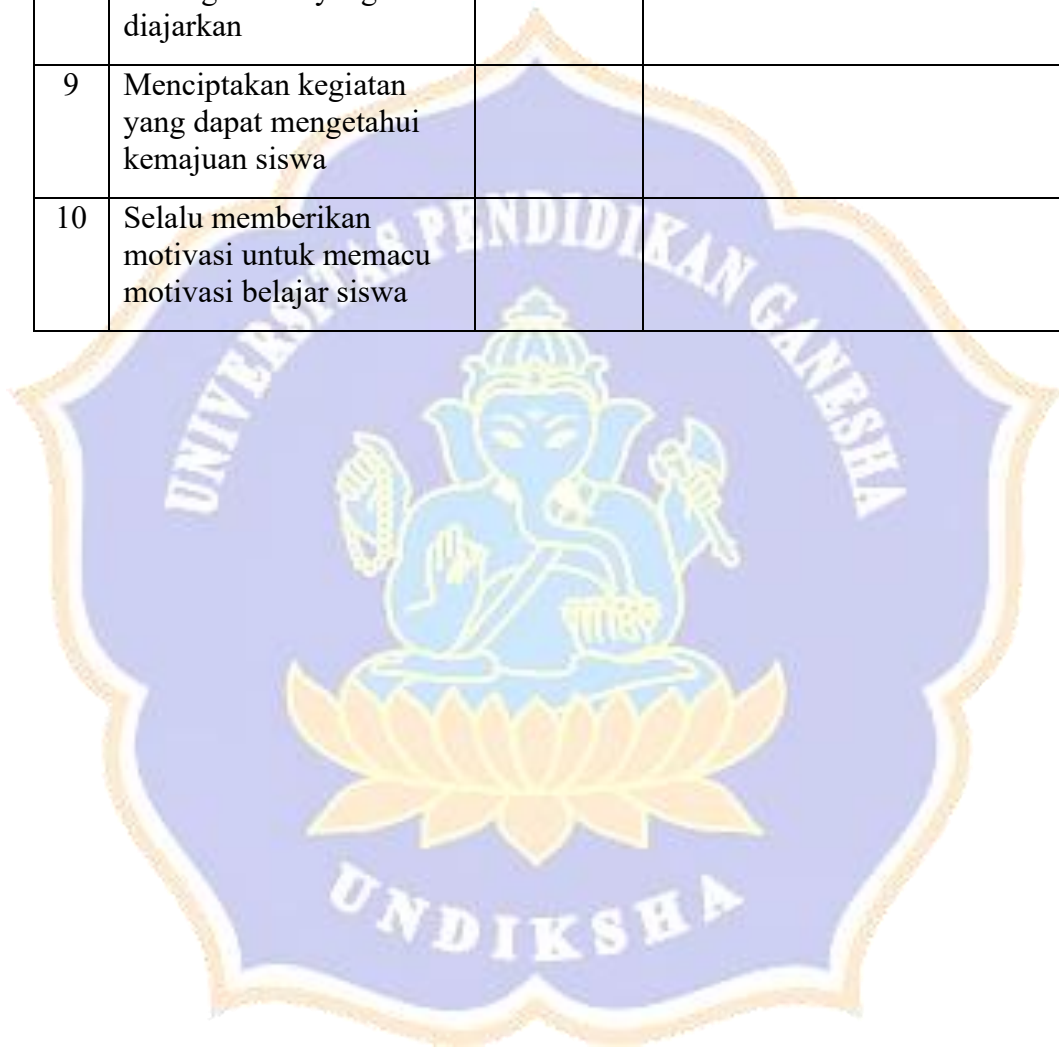 diajarkan
9 Menciptakan kegiatan
yang dapat mengetahui
kemajuan siswa
10 Selalu memberikan
motivasi untuk memacu
motivasi belajar siswa
UNIVERSITAS PENDIDIKAN GANESHA
UNDIKSHA